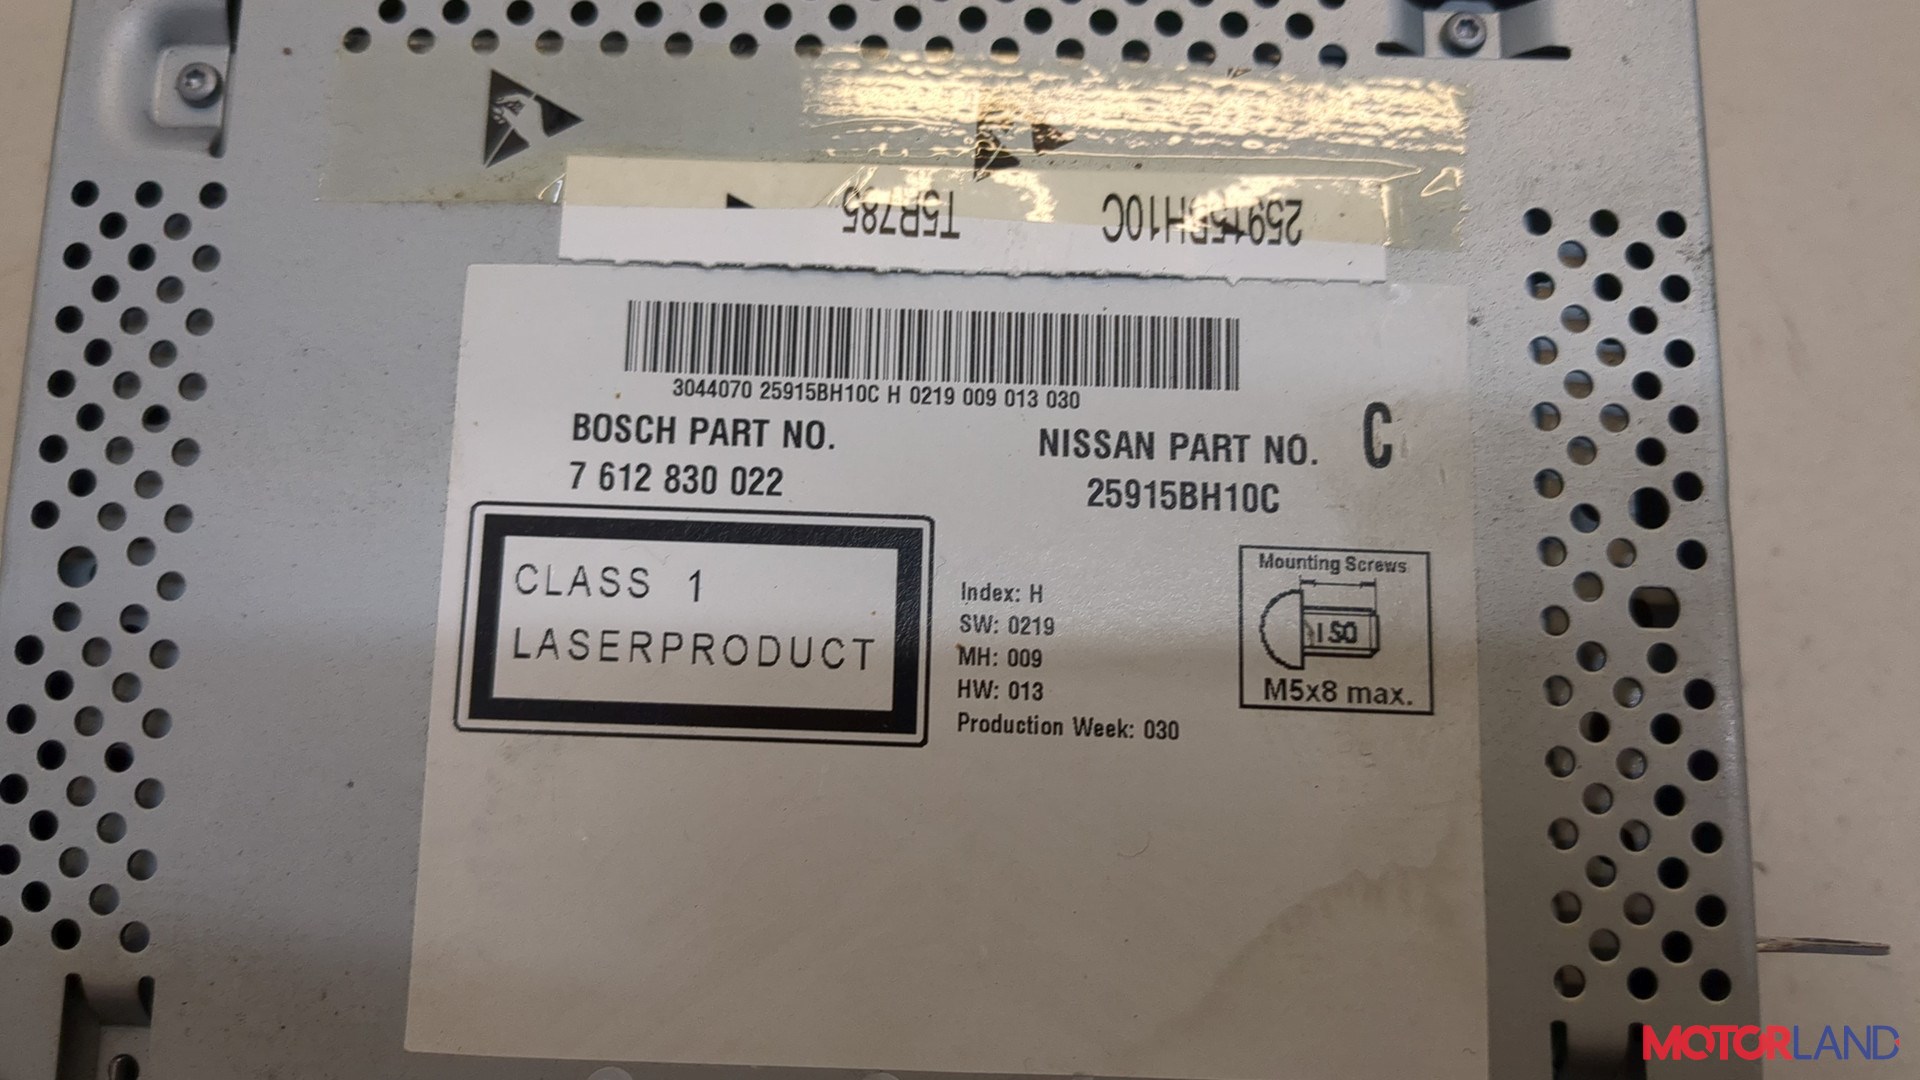 T5R785 25915BH10C
3044070 25915BH10C H 0219 009 013 030
BOSCH PART NO.
7 612 830 022
NISSAN PART NO. C
25915BH10C
CLASS 1
LASERPRODUCT
Index: H
SW: 0219
MH: 009
HW: 013
Production Week: 030
Mounting Screws
ISO
M5x8 max.
MOTORLAND